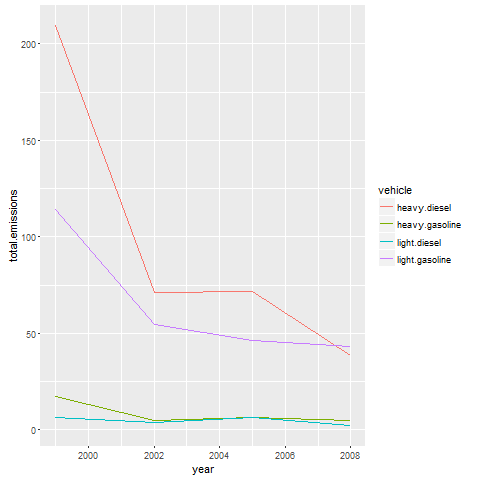 200
150
100
50
0
total.emissions
2000 2002 2004 2006 2008
year
vehicle
heavy.diesel
heavy.gasoline
light.diesel
light.gasoline